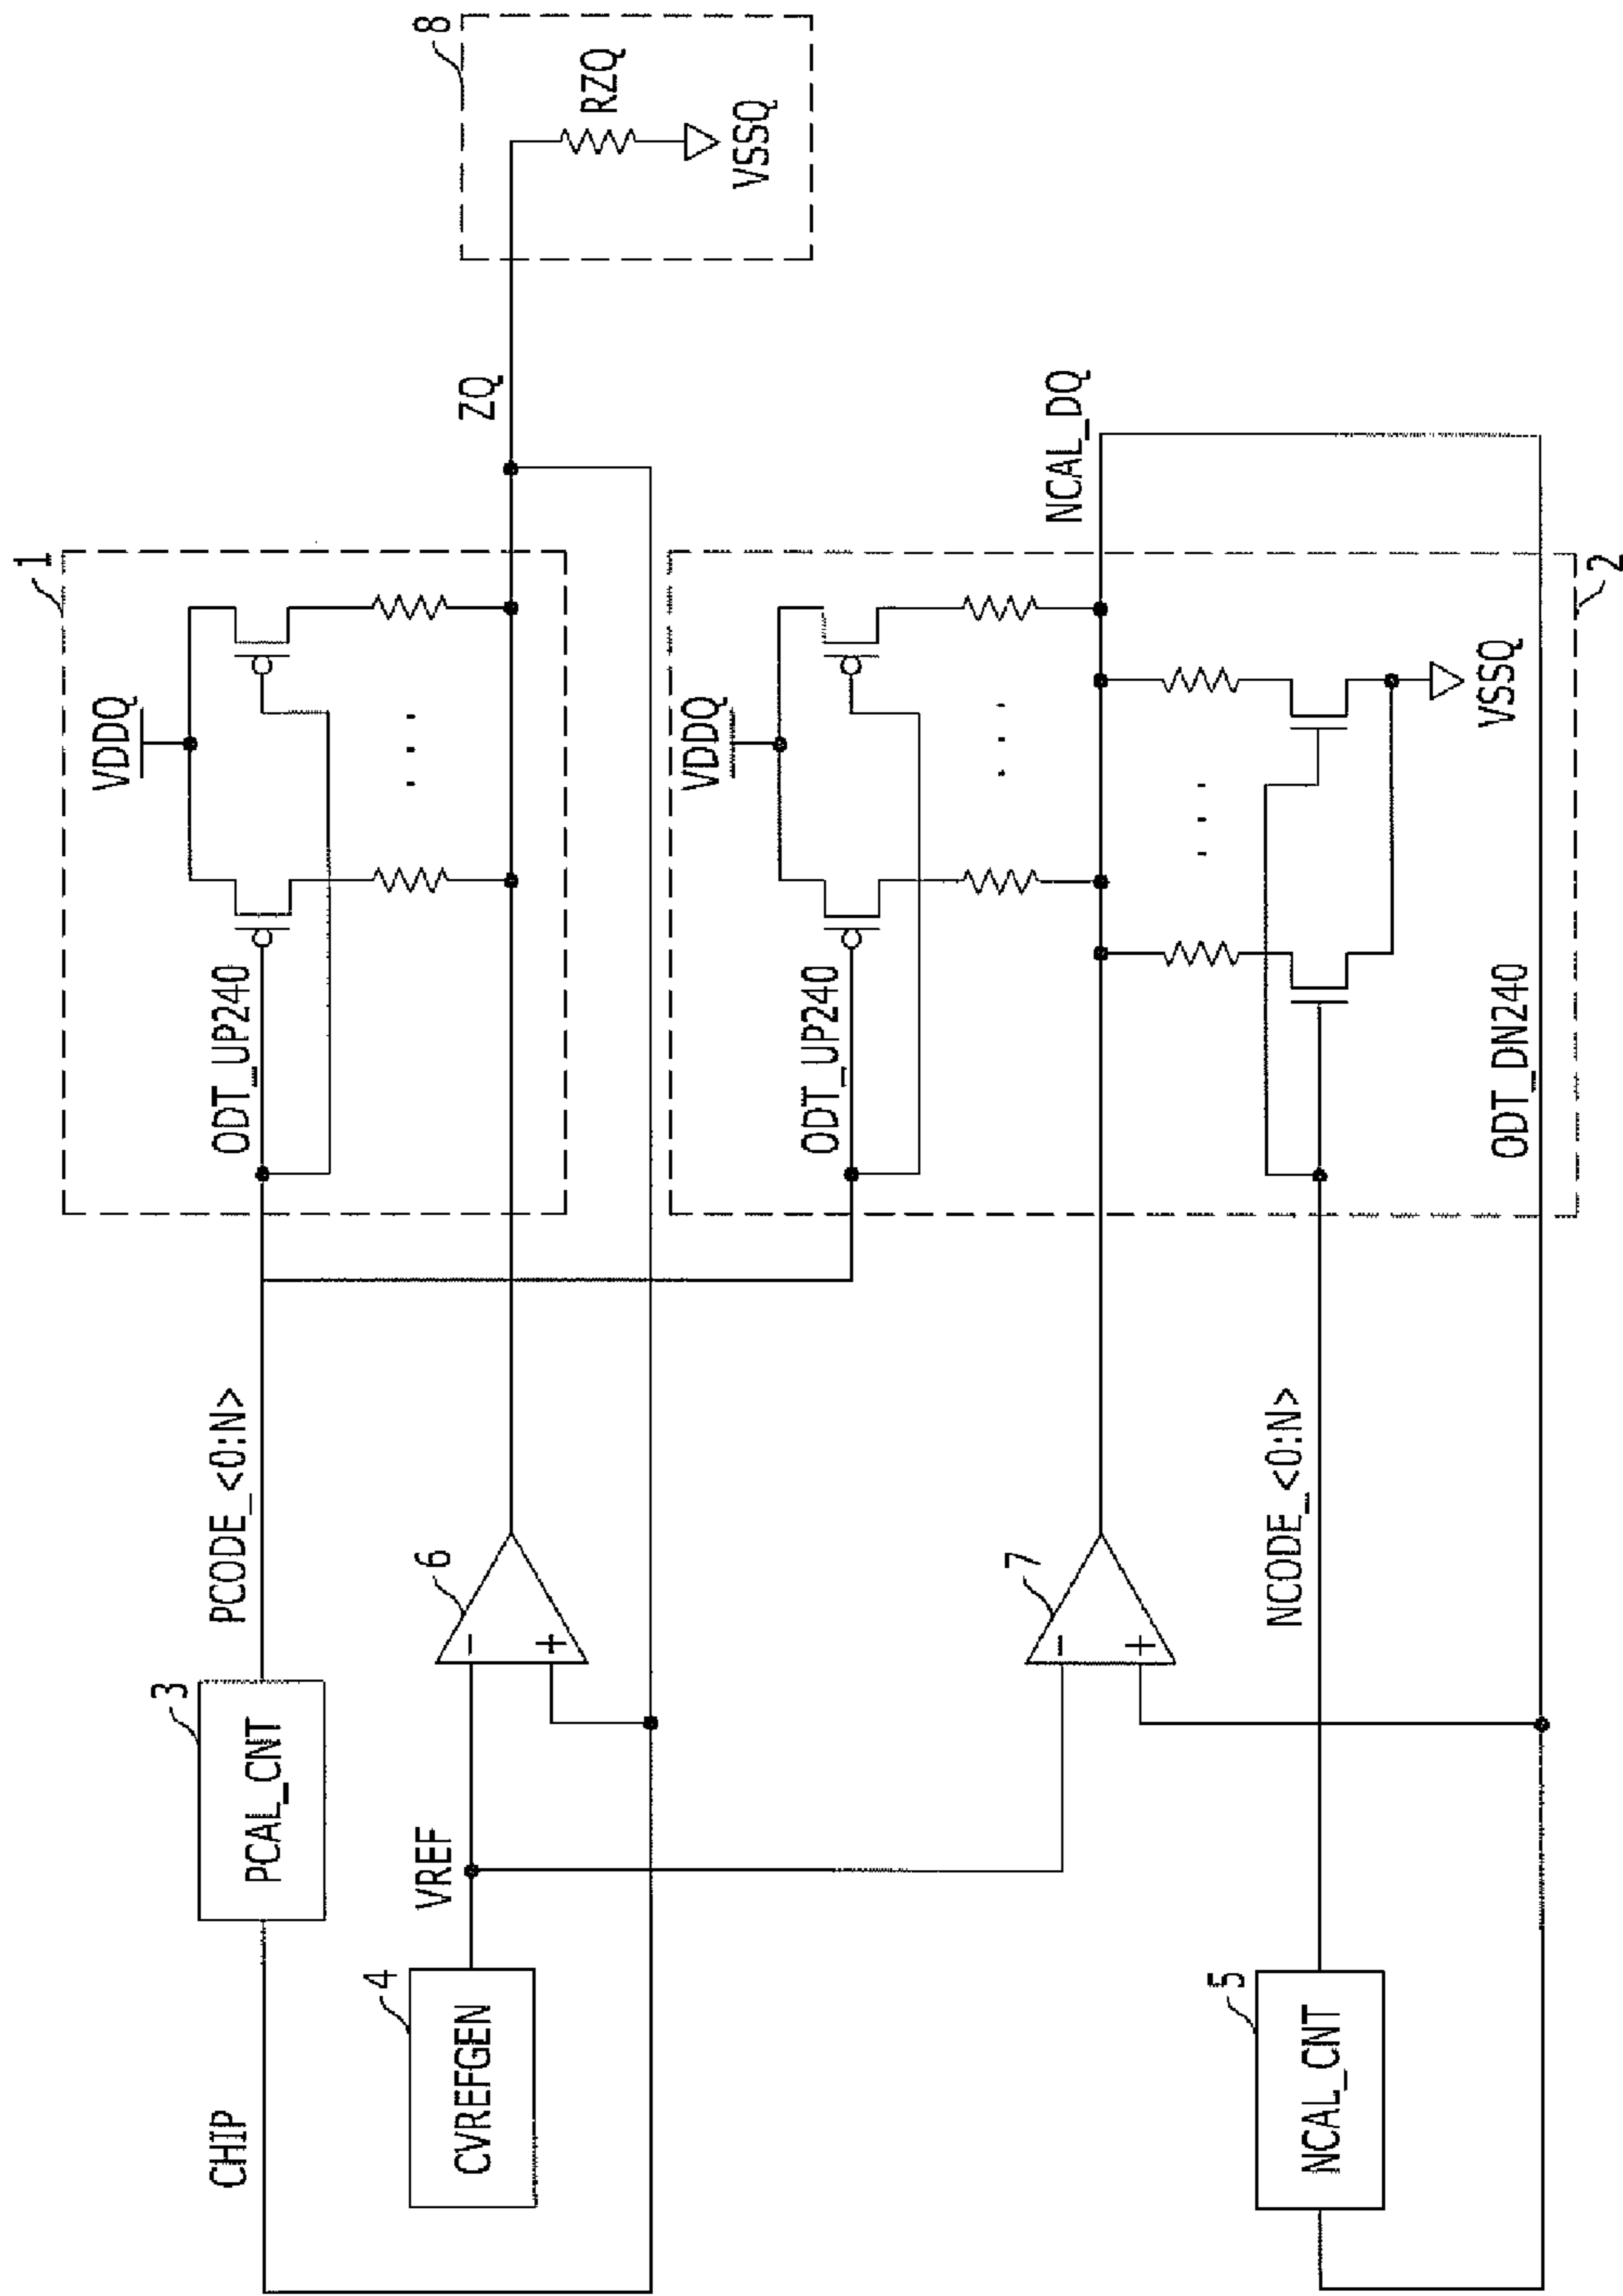 CHIP
3
PCAL_CNT
PCODE_<0:N>
ODT_UP240
VDDQ
1
4
CVREFGEN
VREF
6
-
+
ZQ
8
RZQ
VSSQ
ODT_UP240
VDDQ
7
-
+
NCAL_DQ
5
NCAL_CNT
NCODE_<0:N>
ODT_DN240
VSSQ
2